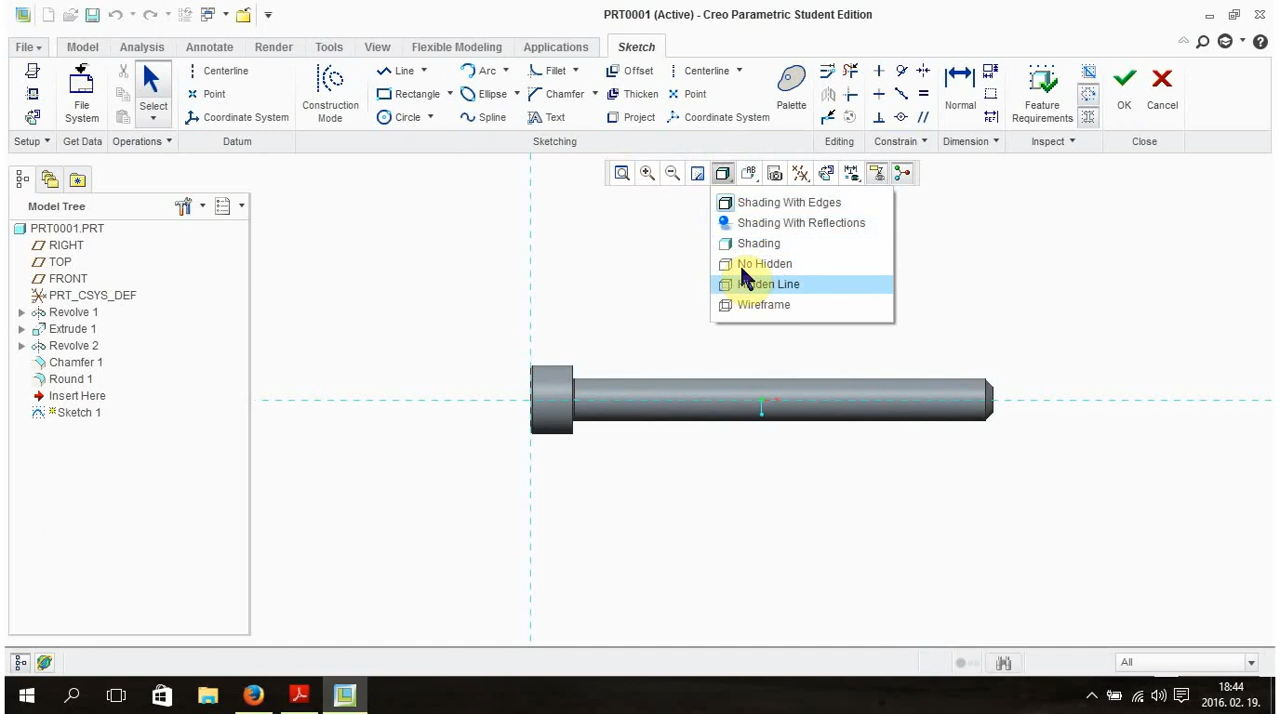 PRT0001 (Active) - Creo Parametric Student Edition
File Model Analysis Annotate Render Tools View Flexible Modeling Applications Sketch
Centerline Line Arc Fillet Offset Centerline
File System Select Point Construction Mode Rectangle Ellipse Chamfer Thicken Point Palette Normal Feature Requirements OK Cancel
Coordinate System Circle Spline Text Project Coordinate System
Setup Get Data Operations Datum Sketching Editing Constrain Dimension Inspect Close
Model Tree
PRT0001.PRT
RIGHT
TOP
FRONT
PRT_CSYS_DEF
Revolve 1
Extrude 1
Revolve 2
Chamfer 1
Round 1
Insert Here
Sketch 1
Shading With Edges
Shading With Reflections
Shading
No Hidden
Hidden Line
Wireframe
All
18:44
2016. 02. 19.